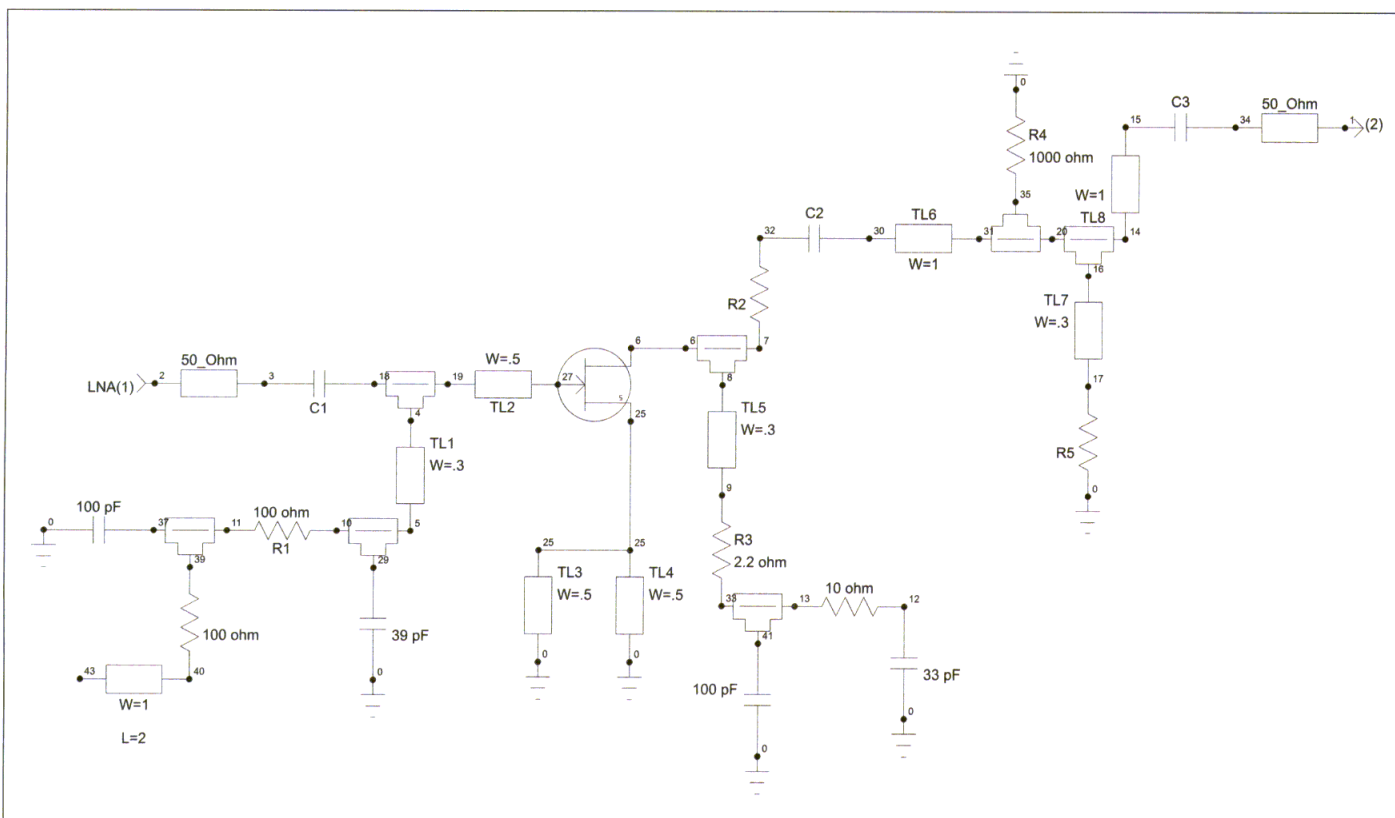 0
R4
1000 ohm
35
15
C3
34
50_Ohm
1
(2)
W=1
TL8
32
C2
30
TL6
31
20
14
W=1
16
R2
TL7
W=.3
17
R5
0
LNA(1)
2
50_Ohm
3
C1
18
19
W=.5
TL2
27
6
6
7
5
25
8
4
TL1
W=.3
TL5
W=.3
9
0
100 pF
37
11
100 ohm
R1
10
5
39
29
100 ohm
39 pF
0
25
25
TL3
W=.5
TL4
W=.5
0
0
R3
2.2 ohm
33
13
10 ohm
12
41
33 pF
100 pF
0
0
43
40
W=1
L=2